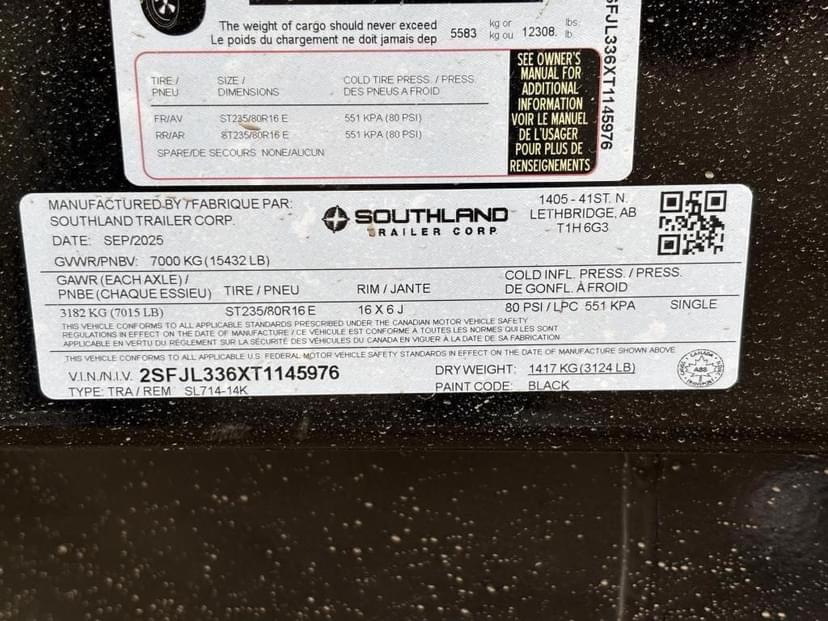 The weight of cargo should never exceed 5583 kg or 12308. lbs.
Le poids du chargement ne doit jamais dep kg ou lb.
TIRE / SIZE / COLD TIRE PRESS. / PRESS.
PNEU DIMENSIONS DES PNEUS A FROID
FR/AV ST235/80R16 E 551 KPA (80 PSI)
RR/AR ST235/80R16 E 551 KPA (80 PSI)
SPARE/DE SECOURS NONE/AUCUN
SEE OWNER'S
MANUAL FOR
ADDITIONAL
INFORMATION
VOIR LE MANUEL
DE L'USAGER
POUR PLUS DE
RENSEIGNEMENTS
SFJL336XT1145976
MANUFACTURED BY / FABRIQUE PAR:
SOUTHLAND TRAILER CORP.
DATE: SEP/2025
SOUTHLAND
TRAILER CORP
1405 - 41ST. N.
LETHBRIDGE, AB
T1H 6G3
GVWR/PNBV: 7000 KG (15432 LB)
GAWR (EACH AXLE) / TIRE / PNEU RIM / JANTE COLD INFL. PRESS. / PRESS.
PNBE (CHAQUE ESSIEU) DE GONFL. À FROID
3182 KG (7015 LB) ST235/80R16 E 16 X 6 J 80 PSI / LPC 551 KPA SINGLE
THIS VEHICLE CONFORMS TO ALL APPLICABLE STANDARDS PRESCRIBED UNDER THE CANADIAN MOTOR VEHICLE SAFETY
REGULATIONS IN EFFECT ON THE DATE OF MANUFACTURE / CE VÉHICULE EST CONFORME À TOUTES LES NORMES QUI LES SONT
APPLICABLE EN VERTU DU RÈGLEMENT SUR LA SÉCURITÉ DES VÉHICULES DU CANADA EN VIGUER À LA DATE DE SA FABRICATION
THIS VEHICLE CONFORMS TO ALL APPLICABLE U.S. FEDERAL MOTOR VEHICLE SAFETY STANDARDS IN EFFECT ON THE DATE OF MANUFACTURE SHOWN ABOVE
V.I.N./N.I.V. 2SFJL336XT1145976 DRY WEIGHT: 1417 KG (3124 LB)
TYPE: TRA / REM SL714-14K PAINT CODE: BLACK
CANADA